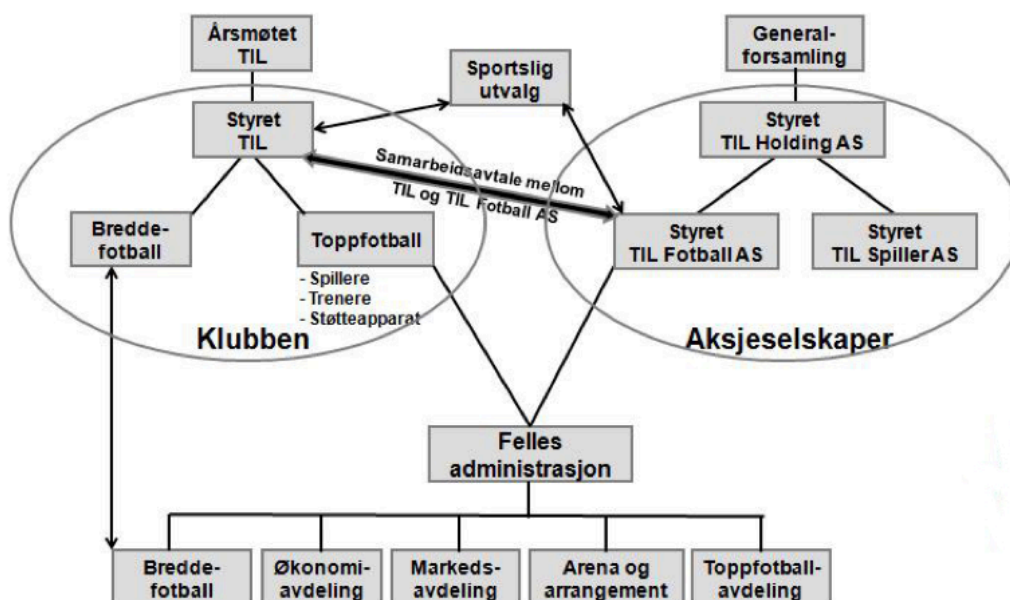 Årsmøtet
TIL
General-
forsamling
Sportslig
utvalg
Styret
TIL
Styret
TIL Holding AS
Samarbeidsavtale mellom
TIL og TIL Fotball AS
Bredde-
fotball
Toppfotball
Styret
TIL Fotball AS
Styret
TIL Spiller AS
- Spillere
- Trenere
- Støtteapparat
Klubben
Aksjeselskaper
Felles
administrasjon
Bredde-
fotball
Økonomi-
avdeling
Markeds-
avdeling
Arena og
arrangement
Toppfotball-
avdeling